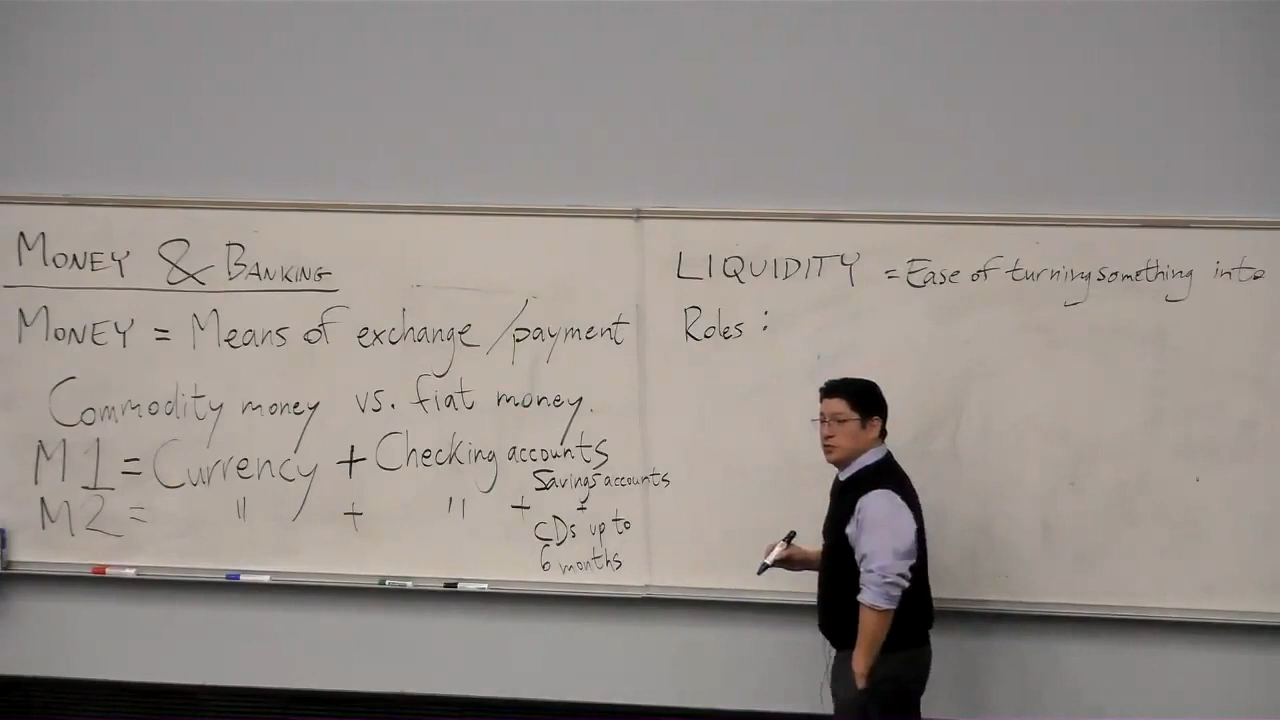 MONEY & BANKING
MONEY = Means of exchange/payment
Commodity money vs. fiat money.
M1 = Currency + Checking accounts
M2 = " + " + Savings accounts
+
CDs up to
6 months
LIQUIDITY = Ease of turning something into
Roles: